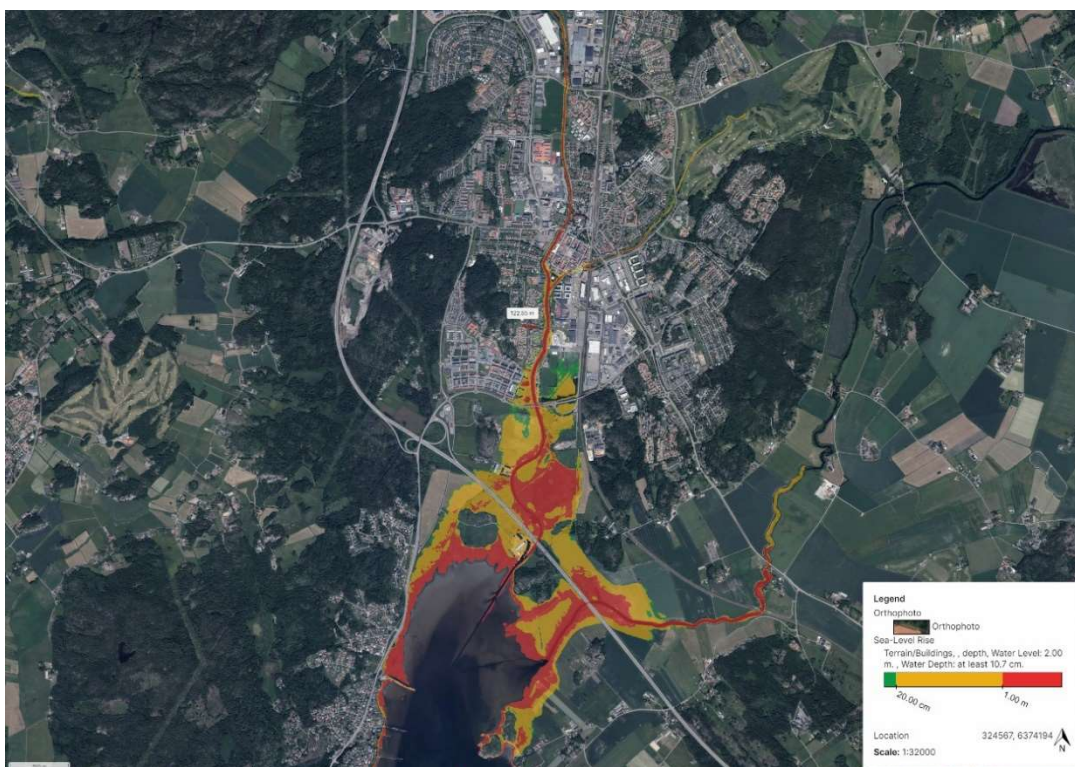 122.95 m
Legend
Orthophoto
Orthophoto
Sea-Level Rise
Terrain/Buildings, , depth, Water Level: 2.00
m. , Water Depth: at least 10.7 cm.
20.00 cm
1.00 m
Location 324567, 6374194
Scale: 1:32000
N